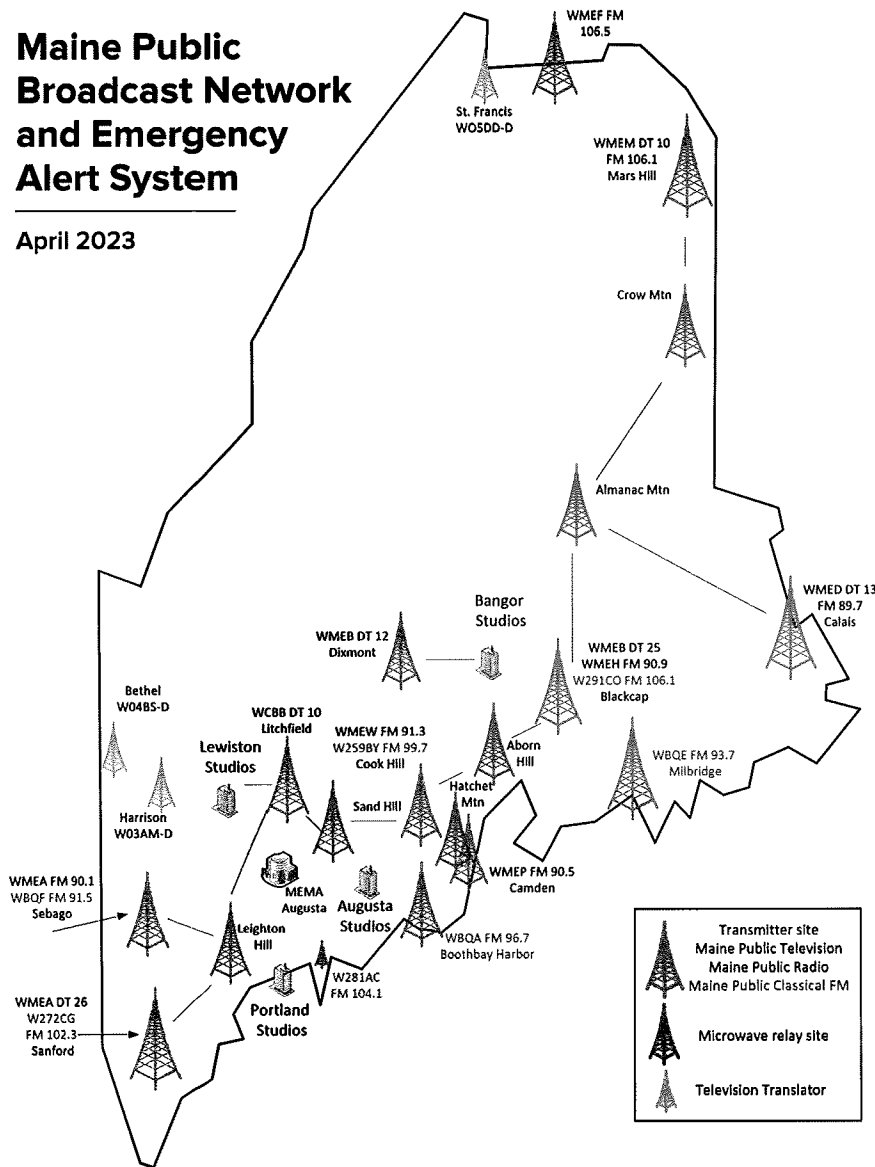 Maine Public
Broadcast Network
and Emergency
Alert System
April 2023
WMEF FM
106.5
St. Francis
WO5DD-D
WMEM DT 10
FM 106.1
Mars Hill
Crow Mtn
Almanac Mtn
WMED DT 13
FM 89.7
Calais
Bangor
Studios
WMEB DT 12
Dixmont
WMEB DT 25
WMEH FM 90.9
W291CO FM 106.1
Blackcap
Bethel
W04BS-D
WCBB DT 10
Litchfield
WMEW FM 91.3
W259BY FM 99.7
Cook Hill
Aborn
Hill
WBQE FM 93.7
Milbridge
Lewiston
Studios
Sand Hill
Hatchet
Mtn
Harrison
W03AM-D
MEMA
Augusta
Augusta
Studios
WMEP FM 90.5
Camden
WMEA FM 90.1
WBQF FM 91.5
Sebago
Leighton
Hill
WBQA FM 96.7
Boothbay Harbor
W281AC
FM 104.1
Portland
Studios
WMEA DT 26
W272CG
FM 102.3
Sanford
Transmitter site
Maine Public Television
Maine Public Radio
Maine Public Classical FM
Microwave relay site
Television Translator